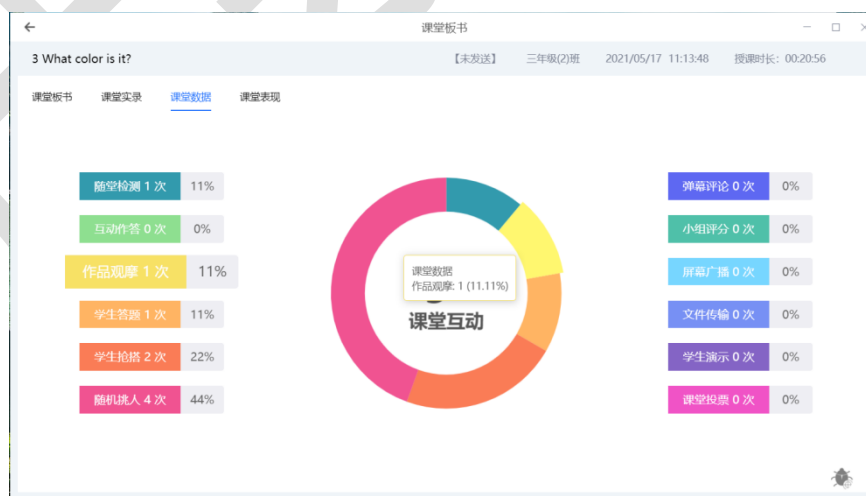 课堂板书
3 What color is it?
【未发送】 三年级(2)班 2021/05/17 11:13:48 授课时长: 00:20:56
课堂板书 课堂实录 课堂数据 课堂表现
随堂检测 1 次 11%
互动作答 0 次 0%
作品观摩 1 次 11%
学生答题 1 次 11%
学生抢搭 2 次 22%
随机挑人 4 次 44%
课堂数据
作品观摩: 1 (11.11%)
课堂互动
弹幕评论 0 次 0%
小组评分 0 次 0%
屏幕广播 0 次 0%
文件传输 0 次 0%
学生演示 0 次 0%
课堂投票 0 次 0%